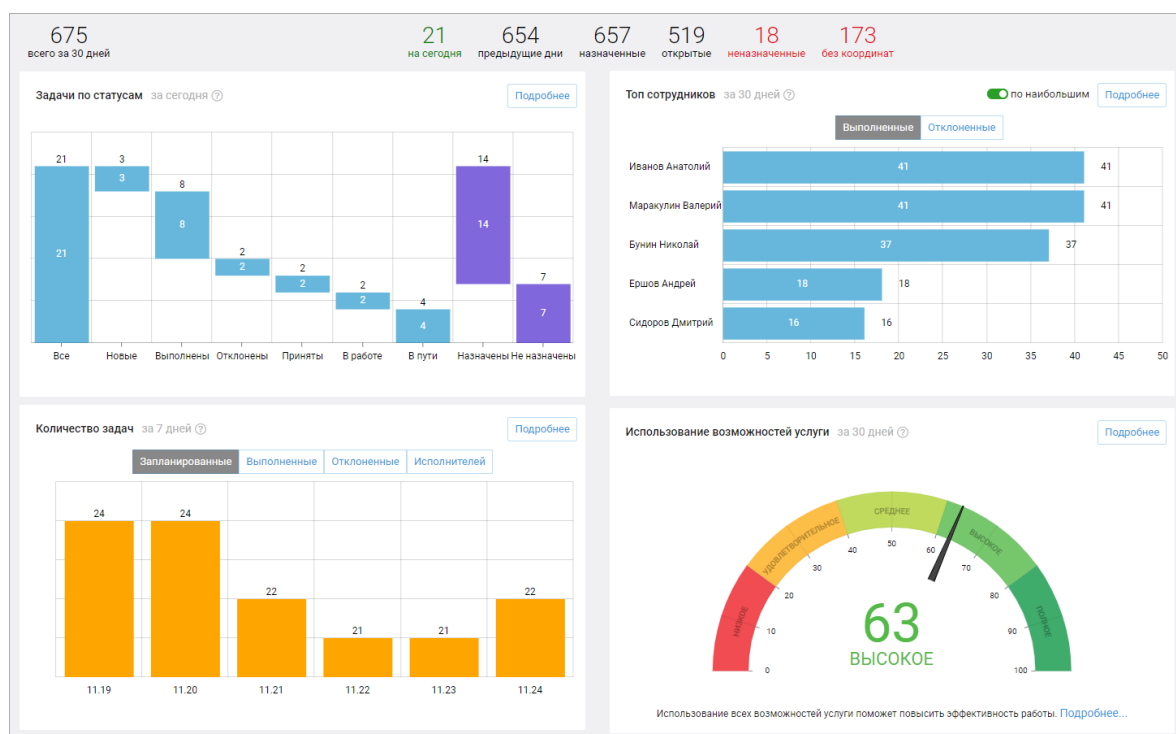 675 21 654 657 519 18 173
всего за 30 дней на сегодня предыдущие дни назначенные открытые неназначенные без координат
Задачи по статусам за сегодня ? Подробнее
21 3 8 2 2 2 4 14 7
21 3 8 2 2 2 4 14 7
Все Новые Выполнены Отклонены Приняты В работе В пути Назначены Не назначены
Топ сотрудников за 30 дней ? по наибольшим Подробнее
Выполненные Отклоненные
Иванов Анатолий 41 41
Маракулин Валерий 41 41
Бунин Николай 37 37
Ершов Андрей 18 18
Сидоров Дмитрий 16 16
0 5 10 15 20 25 30 35 40 45 50
Количество задач за 7 дней ? Подробнее
Запланированные Выполненные Отклоненные Исполнителей
24 24 22 21 21 22
11.19 11.20 11.21 11.22 11.23 11.24
Использование возможностей услуги за 30 дней ? Подробнее
НИЗКОЕ УДОВЛЕТВОРИТЕЛЬНОЕ СРЕДНЕЕ ВЫСОКОЕ ПОЛНОЕ
0 10 20 30 40 50 60 70 80 90 100
63
ВЫСОКОЕ
Использование всех возможностей услуги поможет повысить эффективность работы. Подробнее...